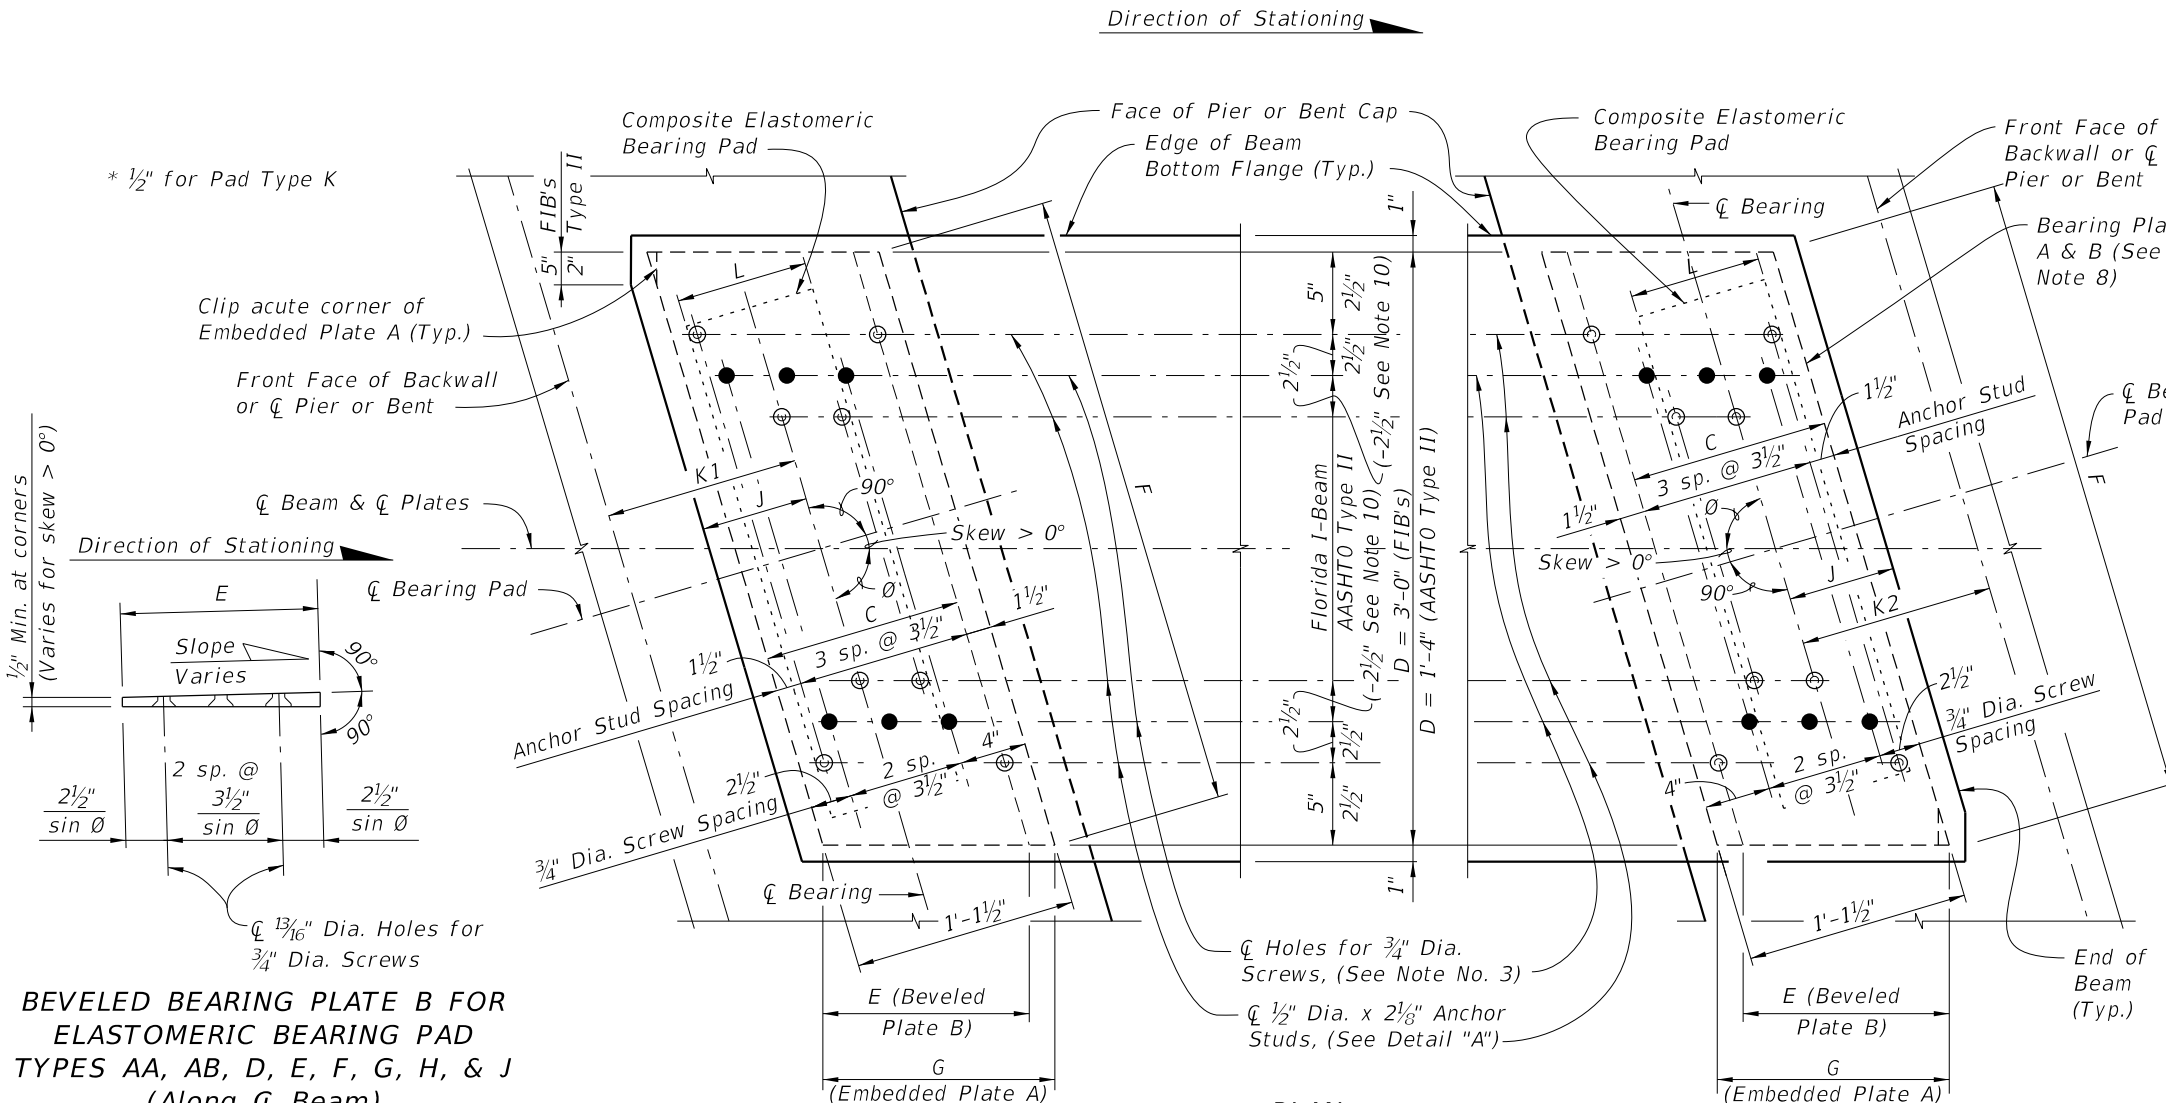 Direction of Stationing
* ½" for Pad Type K
FIB's
Type II
5"
2"
Composite Elastomeric
Bearing Pad
Face of Pier or Bent Cap
Edge of Beam
Bottom Flange (Typ.)
1"
Composite Elastomeric
Bearing Pad
Front Face of
Backwall or ℄
Pier or Bent
℄ Bearing
Bearing Pla
A & B (See
Note 8)
Clip acute corner of
Embedded Plate A (Typ.)
Front Face of Backwall
or ℄ Pier or Bent
L
L
5"
2½"
2½"
2½"
(-2½" See Note 10)
1½"
Anchor Stud
Spacing
℄ Be
Pad
C
3 sp. @ 3½"
1½"
F
K1
J
90°
F
℄ Beam & ℄ Plates
Skew > 0°
Ø
Ø
Skew > 0°
90°
J
K2
Florida I-Beam
AASHTO Type II
(-2½" See Note 10)
D = 3'-0" (FIB's)
D = 1'-4" (AASHTO Type II)
½" Min. at corners
(Varies for skew > 0°)
Direction of Stationing
E
℄ Bearing Pad
Slope
Varies
90°
90°
C
3 sp. @ 3½"
1½"
1½"
Anchor Stud Spacing
2½"
2½"
2 sp.
@ 3½"
4"
2½"
¾" Dia. Screw Spacing
5"
2½"
1"
2½"
¾" Dia. Screw
Spacing
4"
2 sp.
@ 3½"
2 sp. @
2½"
sin Ø
3½"
sin Ø
2½"
sin Ø
℄ 13/16" Dia. Holes for
¾" Dia. Screws
℄ Bearing
1'-1½"
1'-1½"
℄ Holes for ¾" Dia.
Screws, (See Note No. 3)
℄ ½" Dia. x 2⅛" Anchor
Studs, (See Detail "A")
End of
Beam
(Typ.)
E (Beveled
Plate B)
E (Beveled
Plate B)
G
(Embedded Plate A)
G
(Embedded Plate A)
BEVELED BEARING PLATE B FOR
ELASTOMERIC BEARING PAD
TYPES AA, AB, D, E, F, G, H, & J
(Along ℄ Beam)